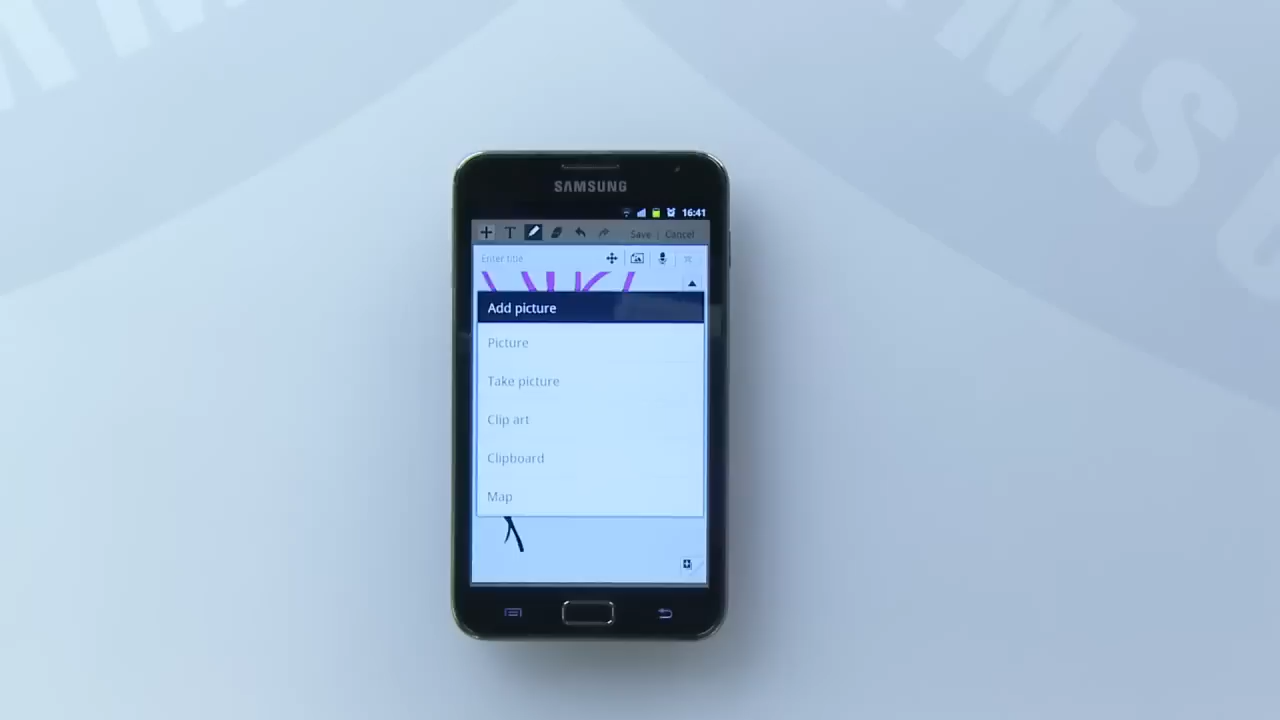 SAMSUNG
16:41
T Save | Cancel
Enter title
Add picture
Picture
Take picture
Clip art
Clipboard
Map